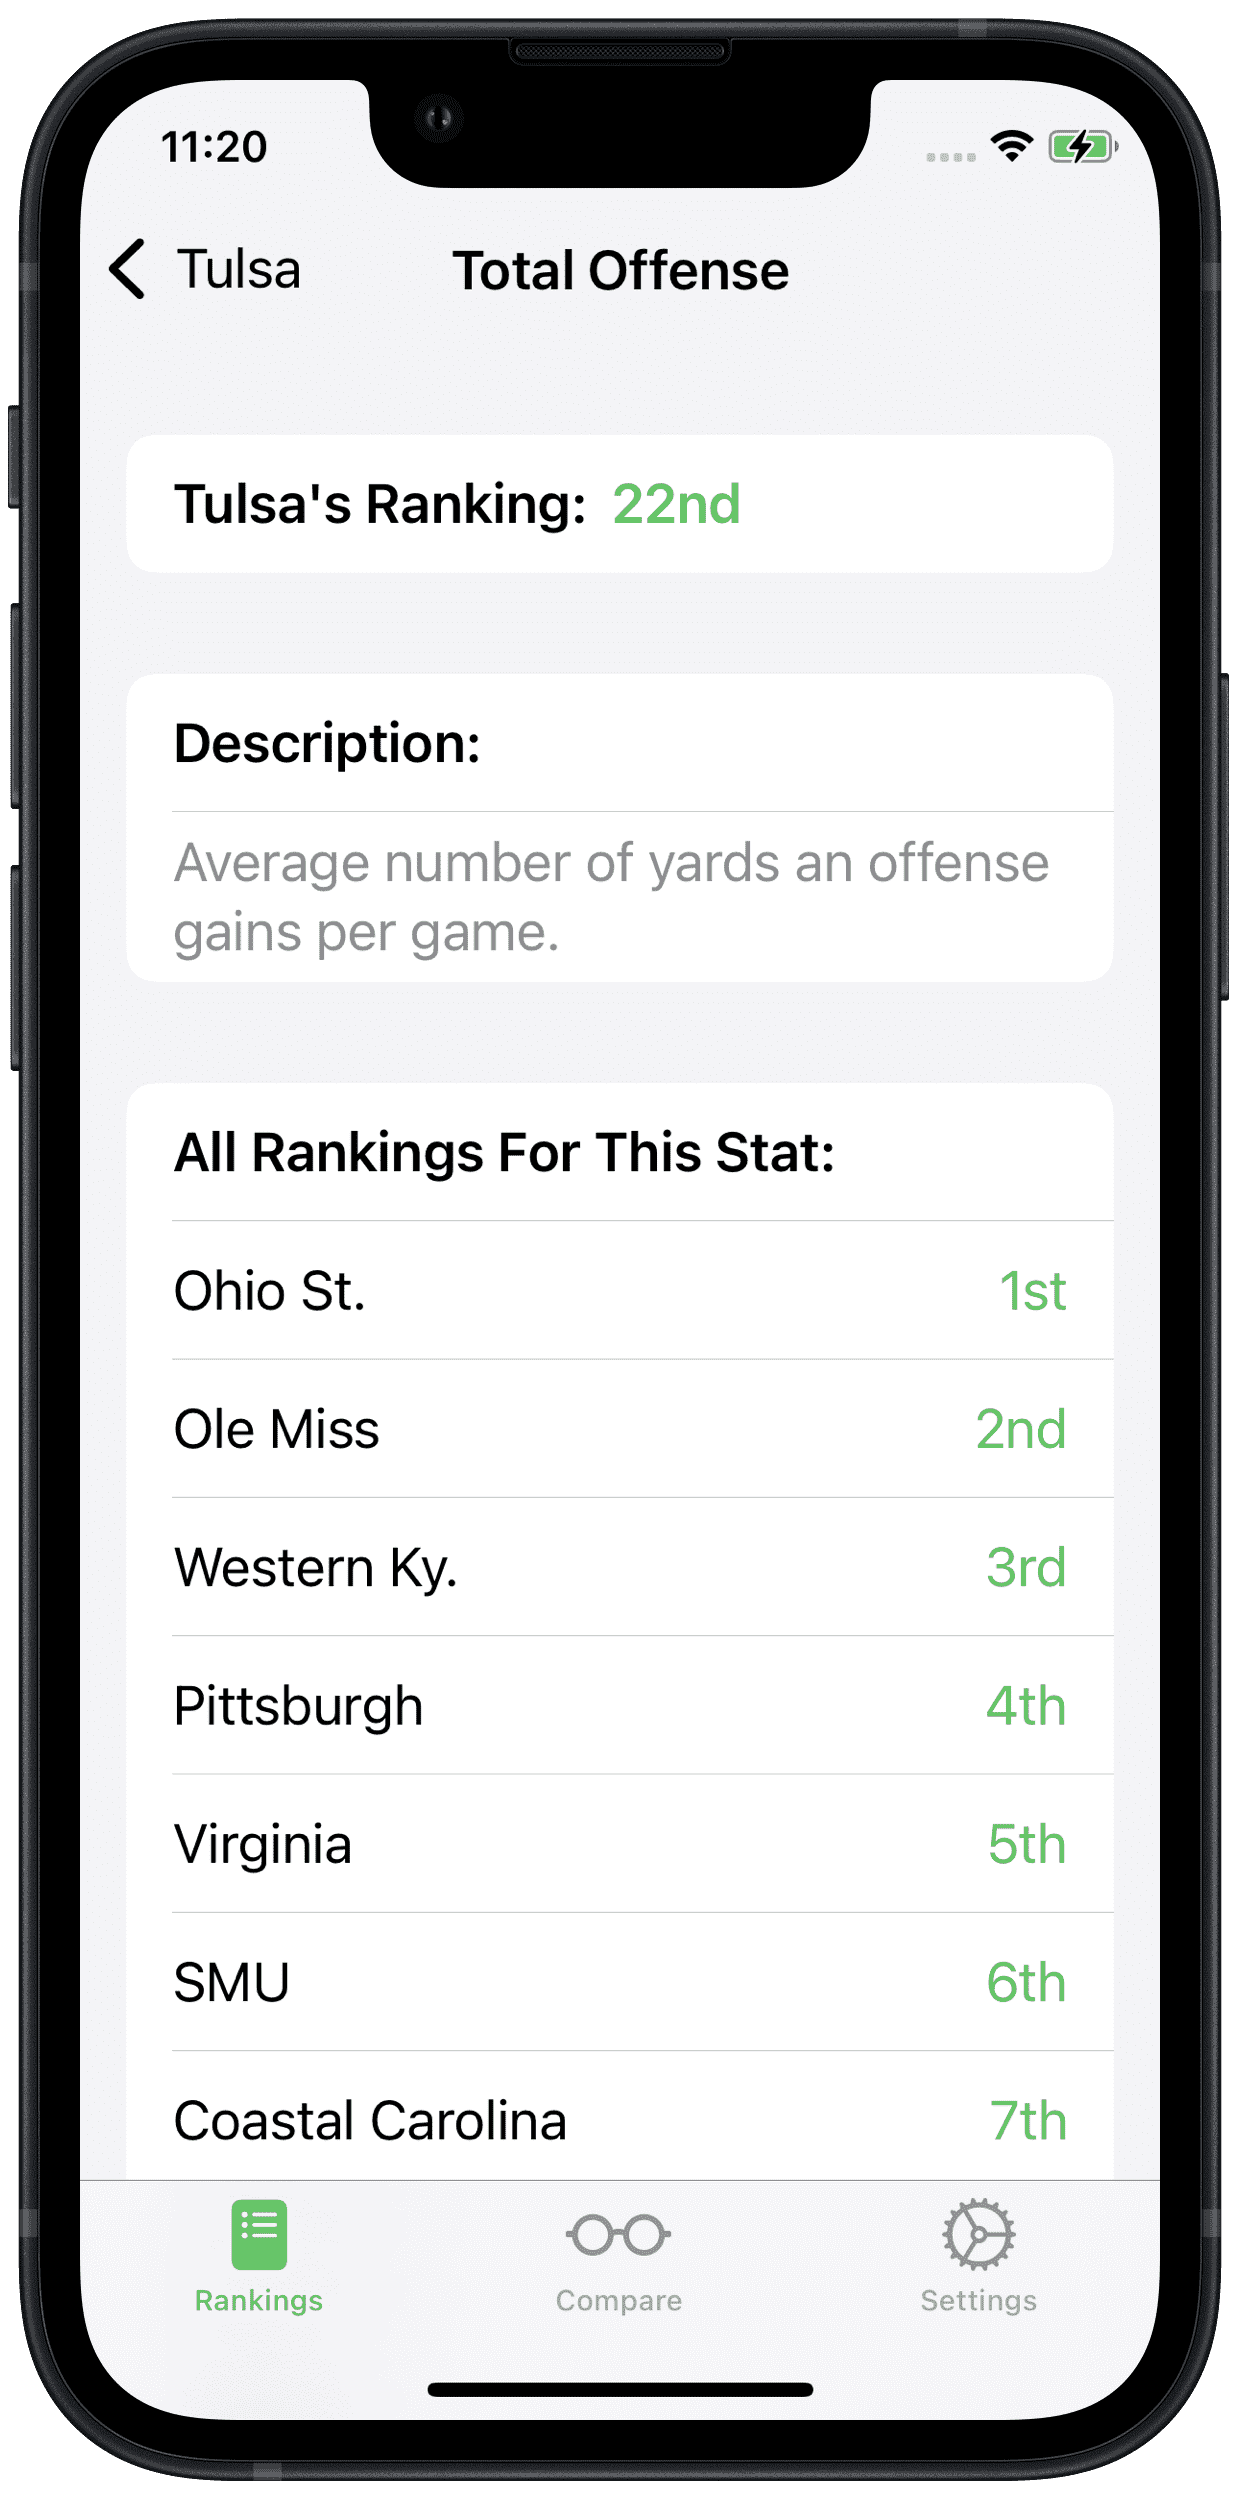 11:20
Tulsa
Total Offense
Tulsa's Ranking: 22nd
Description:
Average number of yards an offense
gains per game.
All Rankings For This Stat:
Ohio St. 1st
Ole Miss 2nd
Western Ky. 3rd
Pittsburgh 4th
Virginia 5th
SMU 6th
Coastal Carolina 7th
Rankings Compare Settings